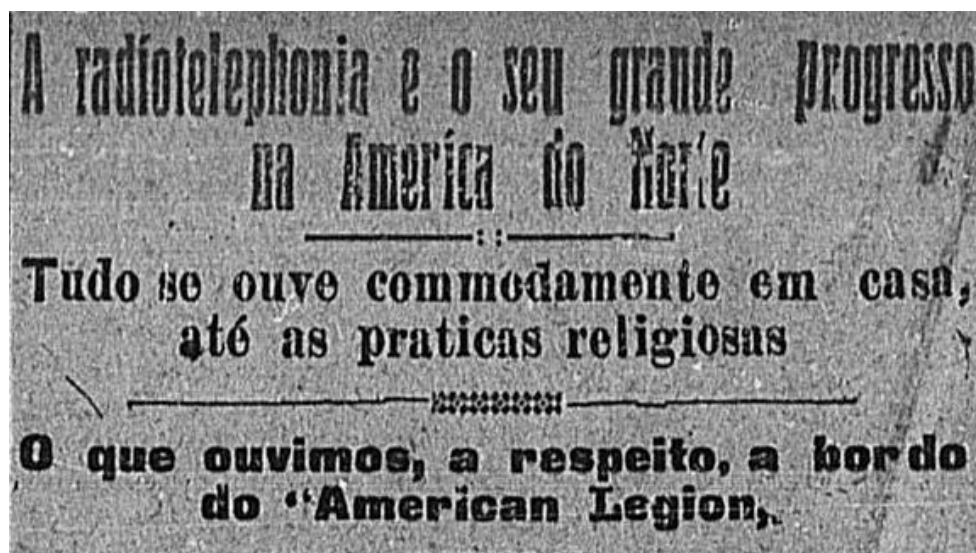 A radiotelephonia e o seu grande progresso
na America do Norte
Tudo se ouve commodamente em casa,
até as praticas religiosas
O que ouvimos, a respeito, a bordo
do "American Legion,,